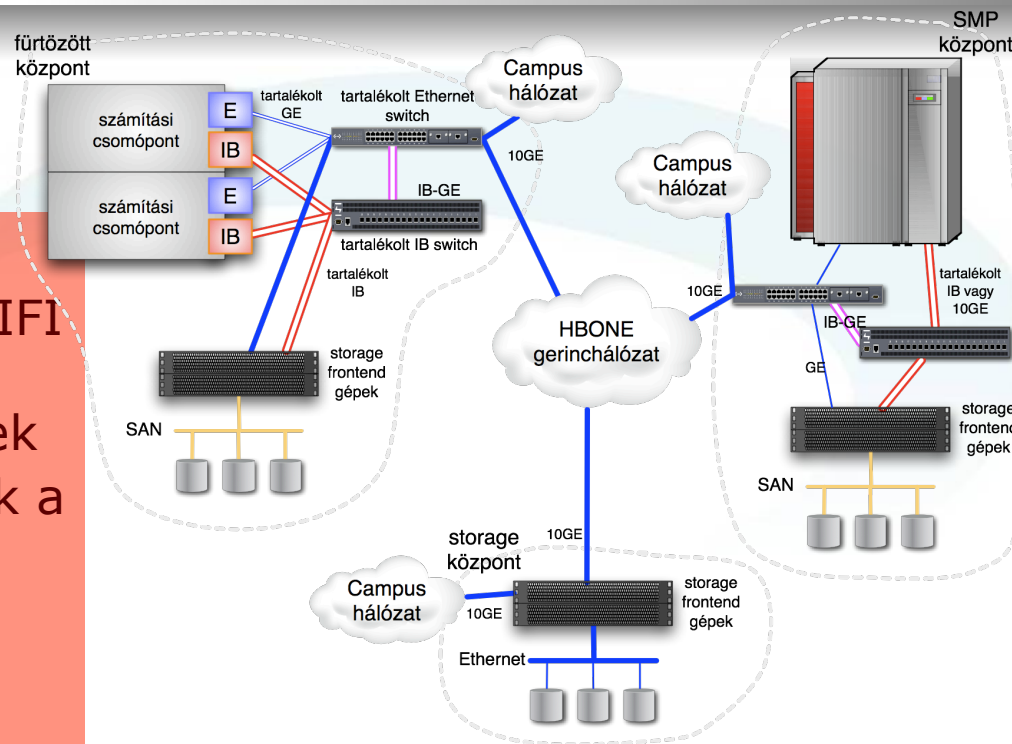 fürtözött
központ
számítási
csomópont
E
IB
számítási
csomópont
E
IB
tartalékolt
GE
tartalékolt Ethernet
switch
Campus
hálózat
10GE
IB-GE
tartalékolt IB switch
tartalékolt
IB
storage
frontend
gépek
SAN
IFI
ek
k a
HBONE
gerinchálózat
SMP
központ
Campus
hálózat
10GE
IB-GE
GE
tartalékolt
IB vagy
10GE
storage
frontend
gépek
SAN
storage
központ
10GE
Campus
hálózat
10GE
storage
frontend
gépek
Ethernet